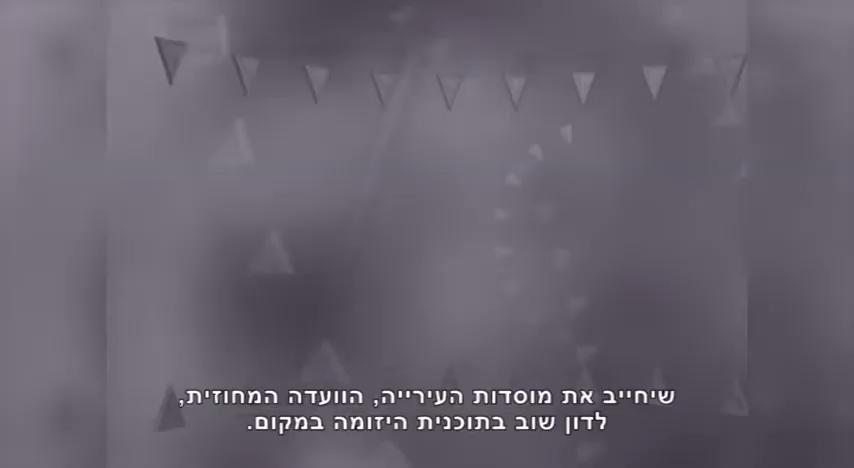 שיחייב את מוסדות העירייה, הוועדה המחוזית,
לדון שוב בתוכנית היזומה במקום.